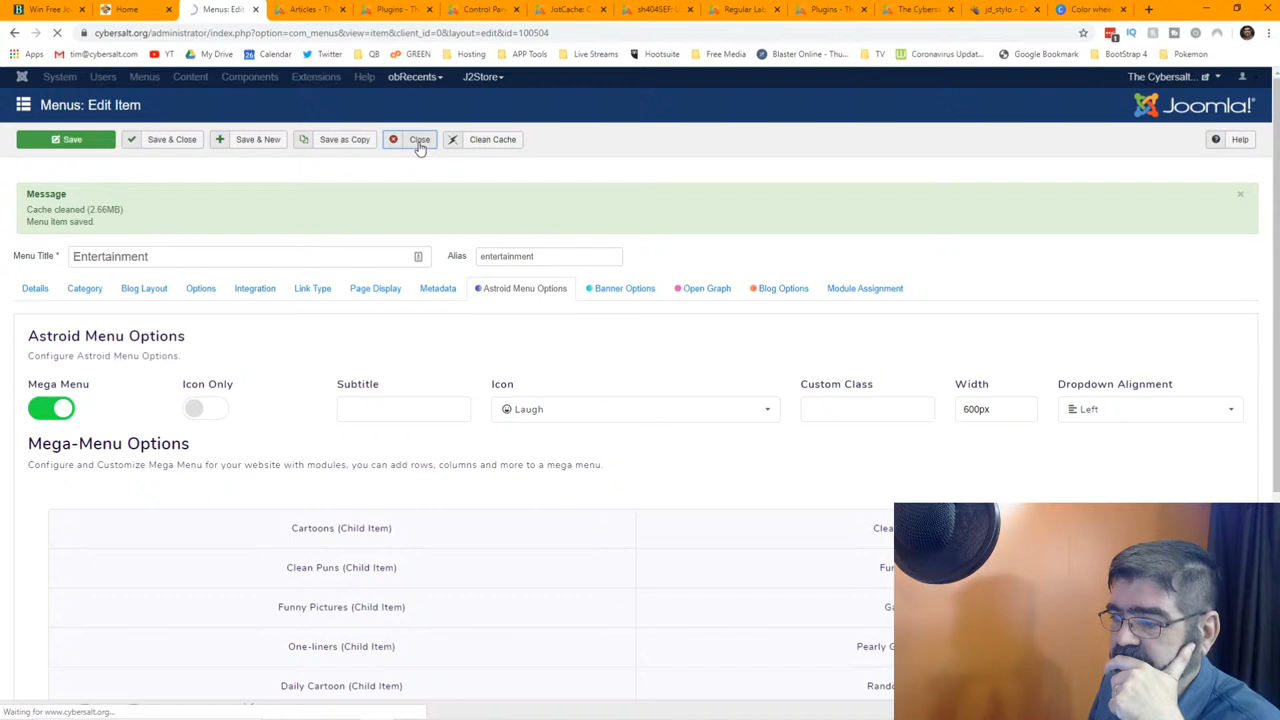 Win Free Jo Home Menus: Edit Articles - Th Plugins - Th Control Pa JotCache: C sh404SEF: U Regular Lab Plugins - Th The Cybersa jd_stylo - D Color whee
cybersalt.org/administrator/index.php?option=com_menus&view=item&client_id=0&layout=edit&id=100504
Apps tim@cybersalt.com YT My Drive QB Calendar Twitter GREEN Hosting APP Tools Live Streams Hootsuite Free Media Blaster Online - Thu... TV Coronavirus Updat... Google Bookmark BootStrap 4 Pokemon
System Users Menus Content Components Extensions Help obRecents J2Store The Cybersalt...
Menus: Edit Item Joomla!
Save Save & Close Save & New Save as Copy Close Clean Cache Help
Message
Cache cleaned (2.66MB)
Menu item saved.
Menu Title * Entertainment Alias entertainment
Details Category Blog Layout Options Integration Link Type Page Display Metadata Astroid Menu Options Banner Options Open Graph Blog Options Module Assignment
Astroid Menu Options
Configure Astroid Menu Options.
Mega Menu Icon Only Subtitle Icon Custom Class Width Dropdown Alignment
Laugh 600px Left
Mega-Menu Options
Configure and Customize Mega Menu for your website with modules, you can add rows, columns and more to a mega menu.
Cartoons (Child Item) Clea
Clean Puns (Child Item) Fu
Funny Pictures (Child Item) Ga
One-liners (Child Item) Pearly G
Daily Cartoon (Child Item) Rand
Waiting for www.cybersalt.org...